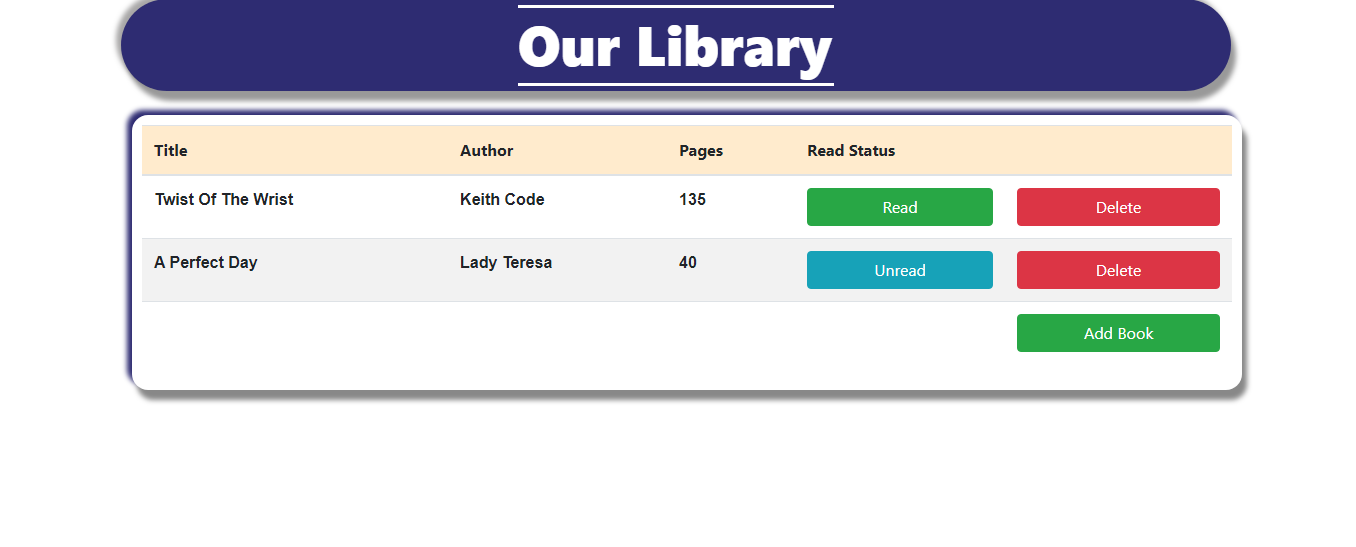 Our Library
Title Author Pages Read Status
Twist Of The Wrist Keith Code 135 Read Delete
A Perfect Day Lady Teresa 40 Unread Delete
Add Book